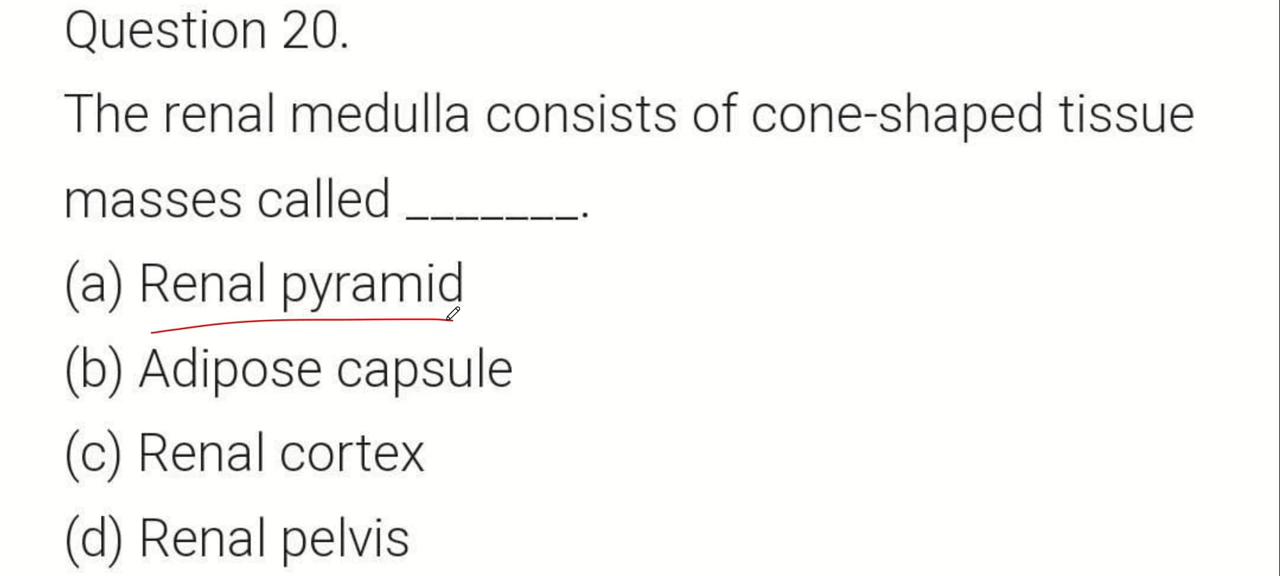 Question 20.
The renal medulla consists of cone-shaped tissue
masses called _______.
(a) Renal pyramid
(b) Adipose capsule
(c) Renal cortex
(d) Renal pelvis